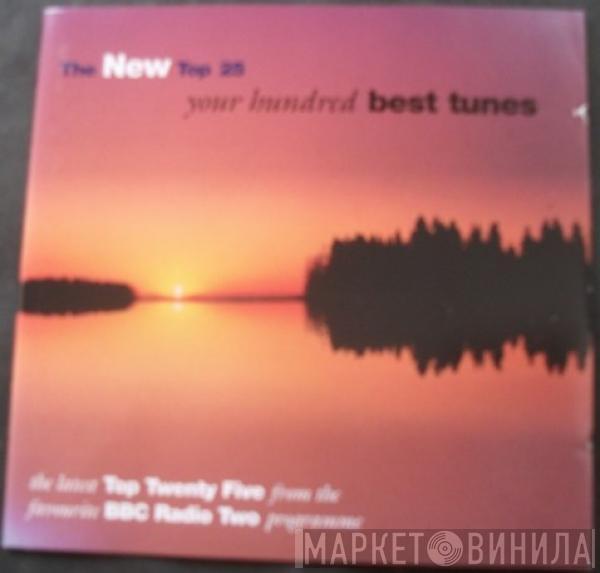 The New Top 25
your hundred best tunes
the latest Top Twenty Five from the
favourite BBC Radio Two programme
МАРКЕТ ВИНИЛА